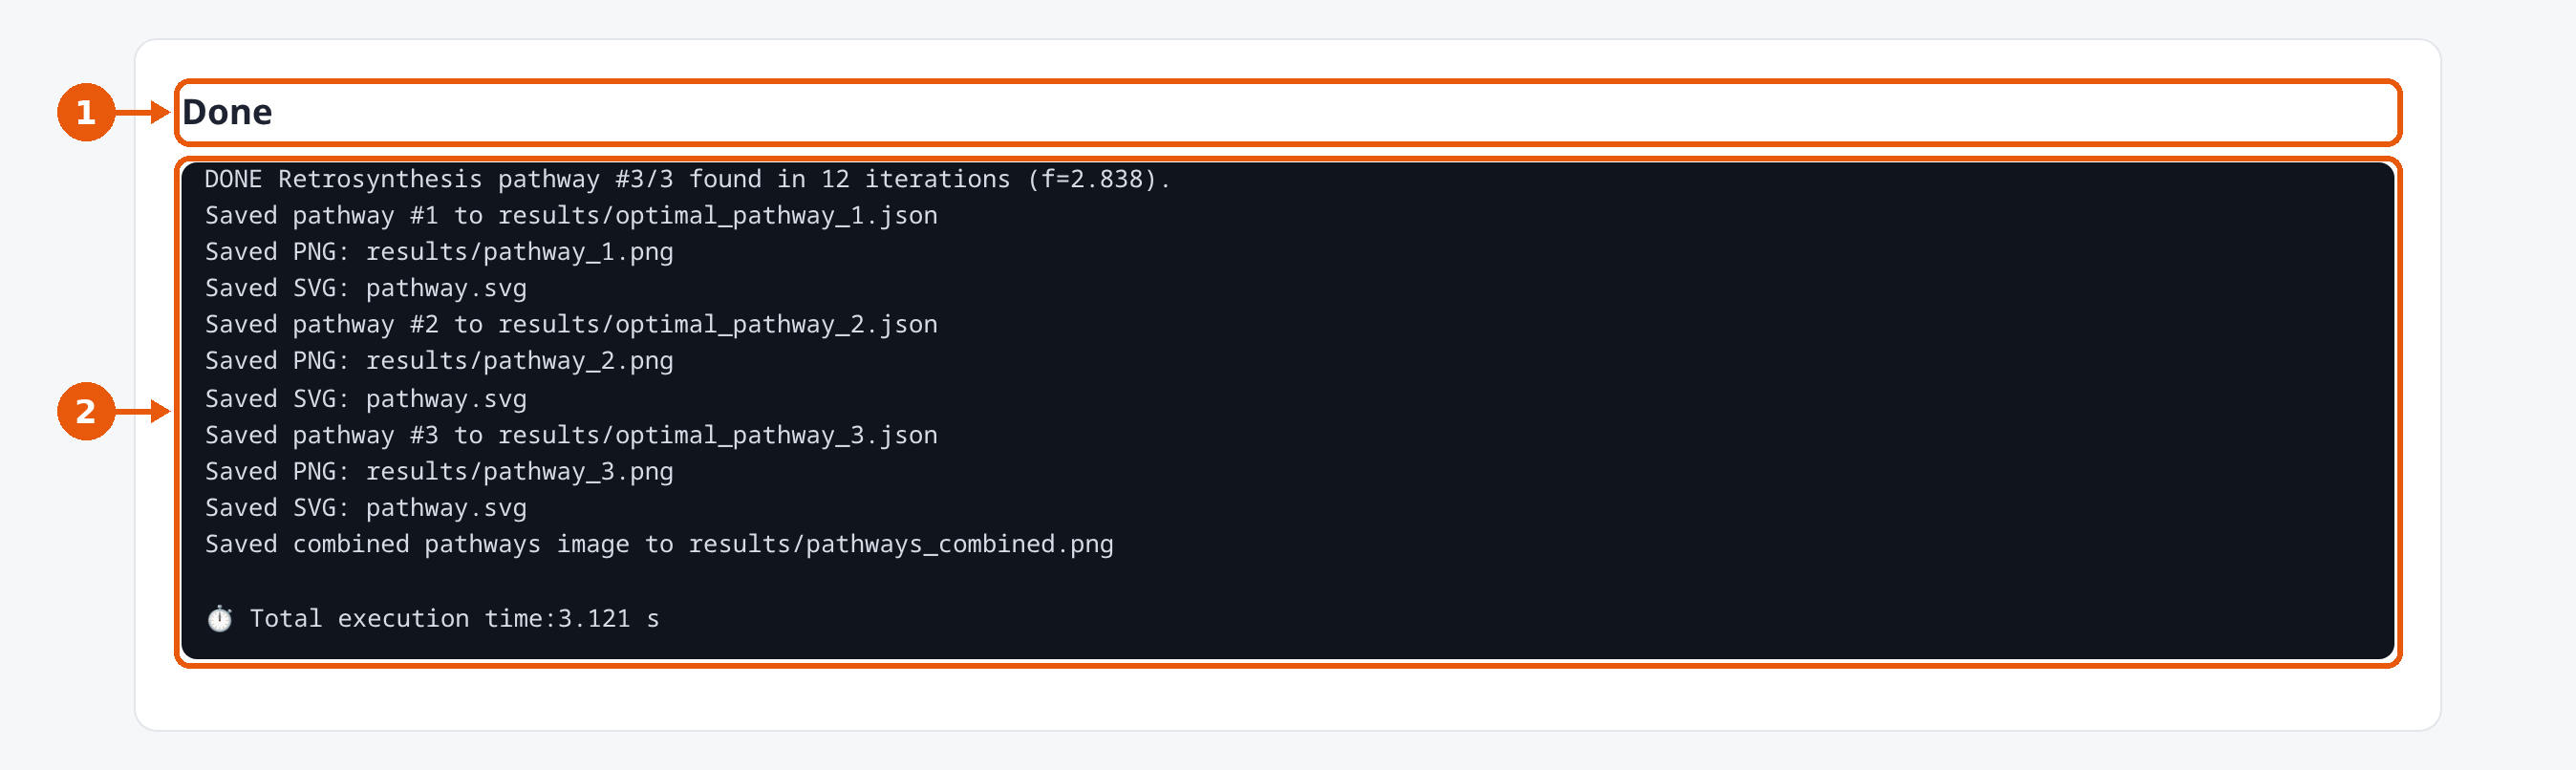 1
Done
2
DONE Retrosynthesis pathway #3/3 found in 12 iterations (f=2.838).
Saved pathway #1 to results/optimal_pathway_1.json
Saved PNG: results/pathway_1.png
Saved SVG: pathway.svg
Saved pathway #2 to results/optimal_pathway_2.json
Saved PNG: results/pathway_2.png
Saved SVG: pathway.svg
Saved pathway #3 to results/optimal_pathway_3.json
Saved PNG: results/pathway_3.png
Saved SVG: pathway.svg
Saved combined pathways image to results/pathways_combined.png
⏱️ Total execution time:3.121 s